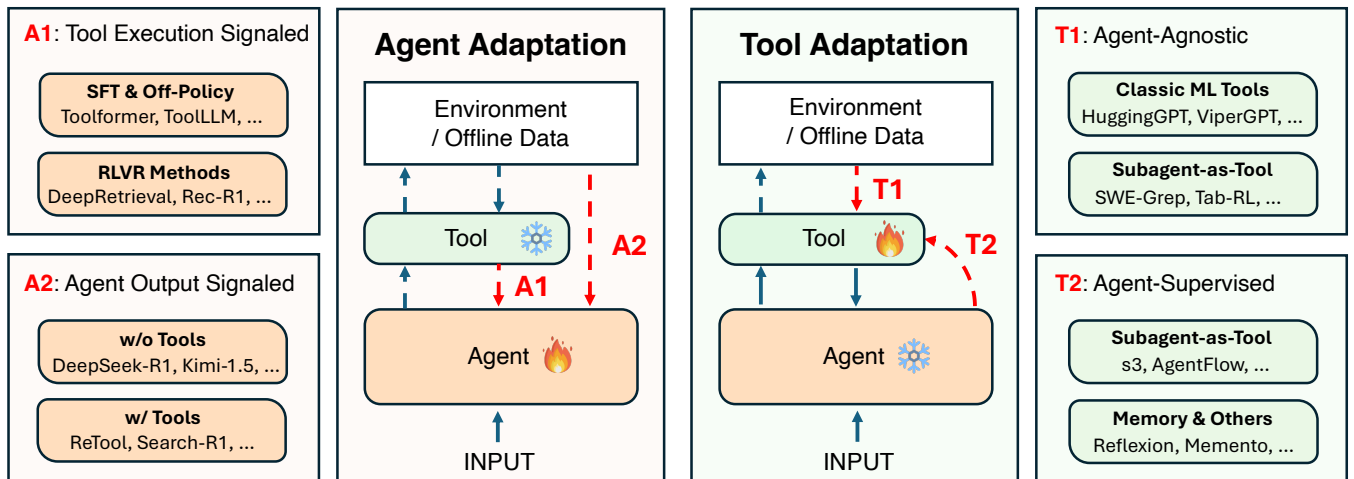 A1: Tool Execution Signaled
SFT & Off-Policy
Toolformer, ToolLLM, ...
RLVR Methods
DeepRetrieval, Rec-R1, ...
A2: Agent Output Signaled
w/o Tools
DeepSeek-R1, Kimi-1.5, ...
w/ Tools
ReTool, Search-R1, ...
Agent Adaptation
Environment
/ Offline Data
Tool
A2
A1
Agent
INPUT
Tool Adaptation
Environment
/ Offline Data
T1
Tool
T2
Agent
INPUT
T1: Agent-Agnostic
Classic ML Tools
HuggingGPT, ViperGPT, ...
Subagent-as-Tool
SWE-Grep, Tab-RL, ...
T2: Agent-Supervised
Subagent-as-Tool
s3, AgentFlow, ...
Memory & Others
Reflexion, Memento, ...